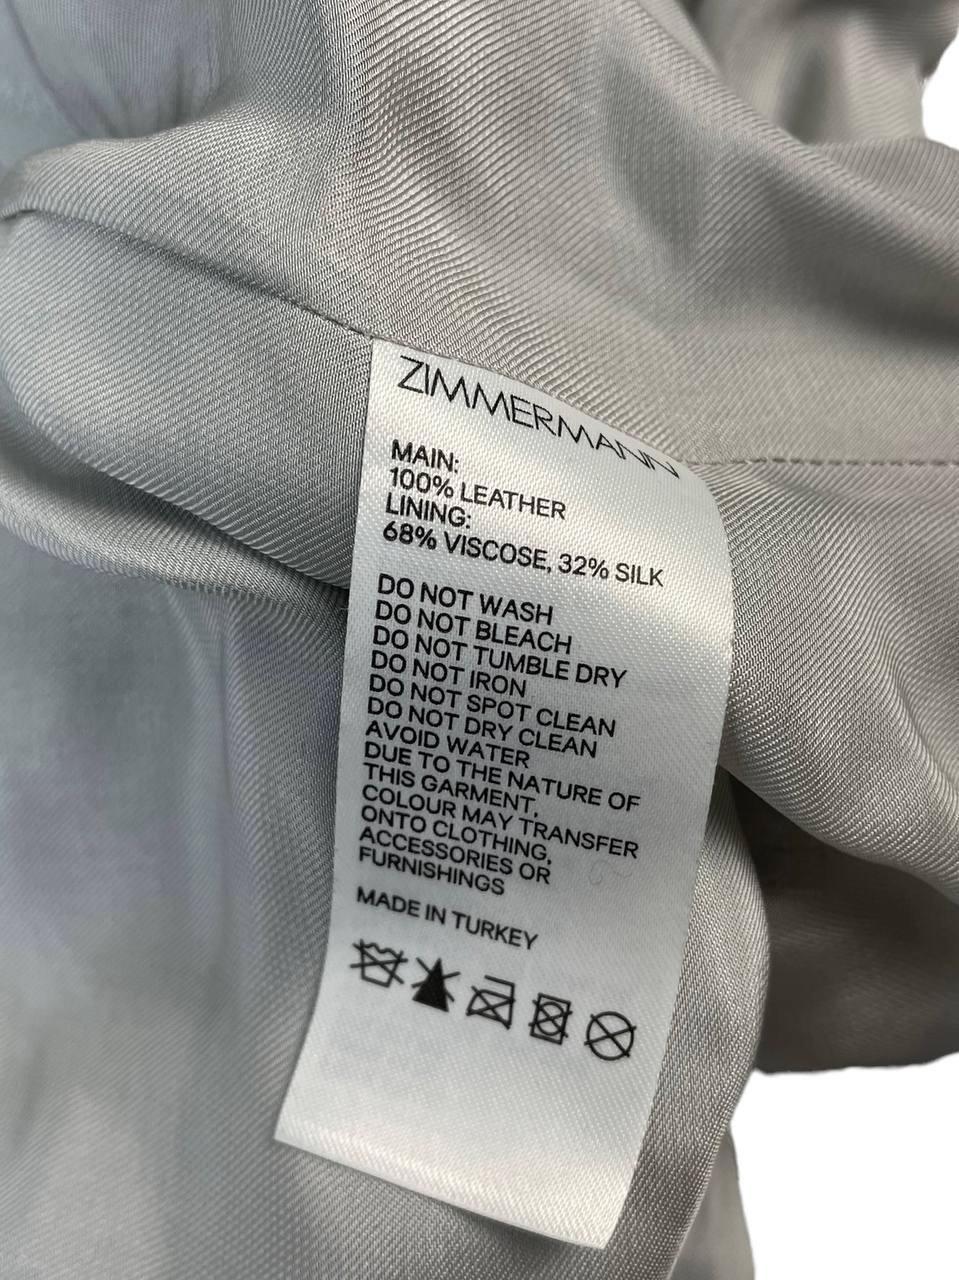 ZIMMERMANN
MAIN:
100% LEATHER
LINING:
68% VISCOSE, 32% SILK
DO NOT WASH
DO NOT BLEACH
DO NOT TUMBLE DRY
DO NOT IRON
DO NOT SPOT CLEAN
DO NOT DRY CLEAN
AVOID WATER
DUE TO THE NATURE OF
THIS GARMENT,
COLOUR MAY TRANSFER
ONTO CLOTHING,
ACCESSORIES OR
FURNISHINGS
MADE IN TURKEY